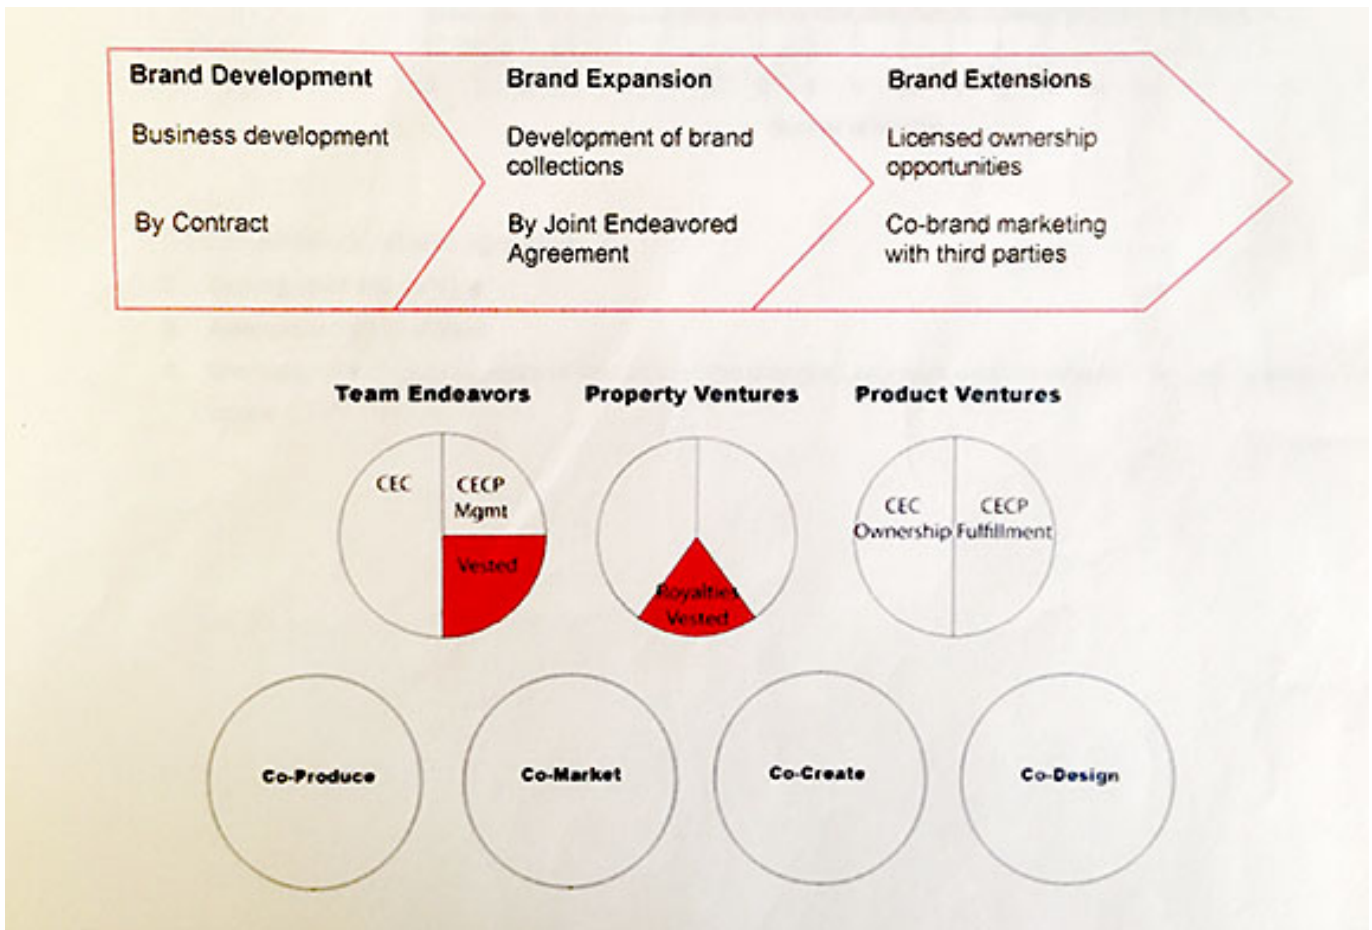 Brand Development
Business development
By Contract
Brand Expansion
Development of brand
collections
By Joint Endeavored
Agreement
Brand Extensions
Licensed ownership
opportunities
Co-brand marketing
with third parties
Team Endeavors
Property Ventures
Product Ventures
CEC
CECP
Mgmt
Vested
Royalties
Vested
CEC
Ownership
CECP
Fulfillment
Co-Produce
Co-Market
Co-Create
Co-Design